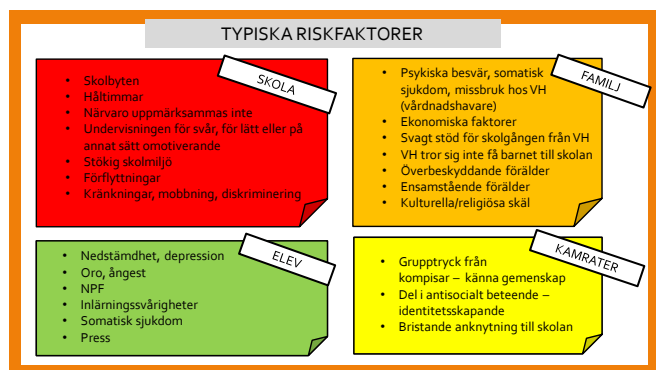 TYPISKA RISKFAKTORER
SKOLA
• Skolbyten
• Håltimmar
• Närvaro uppmärksammas inte
• Undervisningen för svår, för lätt eller på
annat sätt omotiverande
• Stökig skolmiljö
• Förflyttningar
• Kränkningar, mobbning, diskriminering
FAMILJ
• Psykiska besvär, somatisk
sjukdom, missbruk hos VH
(vårdnadshavare)
• Ekonomiska faktorer
• Svagt stöd för skolgången från VH
• VH tror sig inte få barnet till skolan
• Överbeskyddande förälder
• Ensamstående förälder
• Kulturella/religiösa skäl
ELEV
• Nedstämdhet, depression
• Oro, ångest
• NPF
• Inlärningssvårigheter
• Somatisk sjukdom
• Press
KAMRATER
• Grupptryck från
kompisar – känna gemenskap
• Del i antisocialt beteende –
identitetsskapande
• Bristande anknytning till skolan